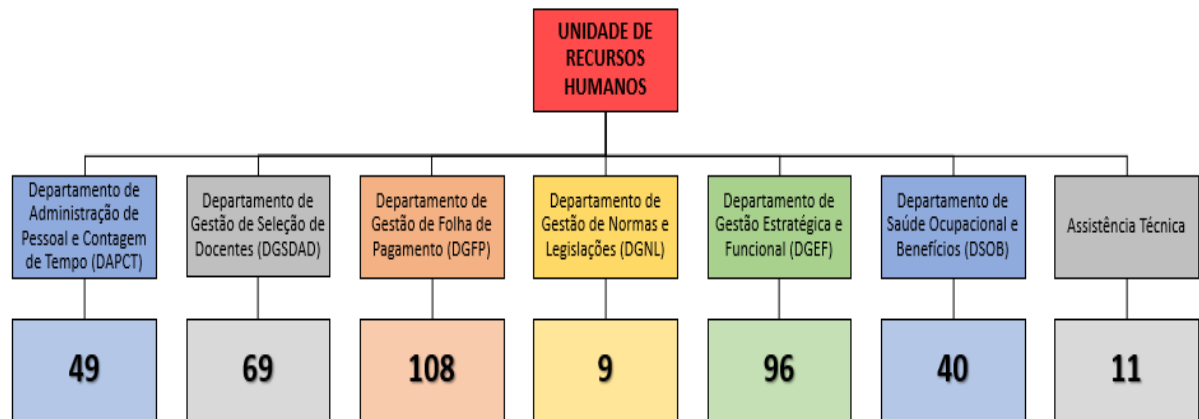 UNIDADE DE
RECURSOS
HUMANOS
Departamento de
Administração de
Pessoal e Contagem
de Tempo (DAPCT)
Departamento de
Gestão de Seleção de
Docentes (DGSDAD)
Departamento de
Gestão de Folha de
Pagamento (DGFP)
Departamento de
Gestão de Normas e
Legislações (DGNL)
Departamento de
Gestão Estratégica e
Funcional (DGEF)
Departamento de
Saúde Ocupacional e
Benefícios (DSOB)
Assistência Técnica
49
69
108
9
96
40
11